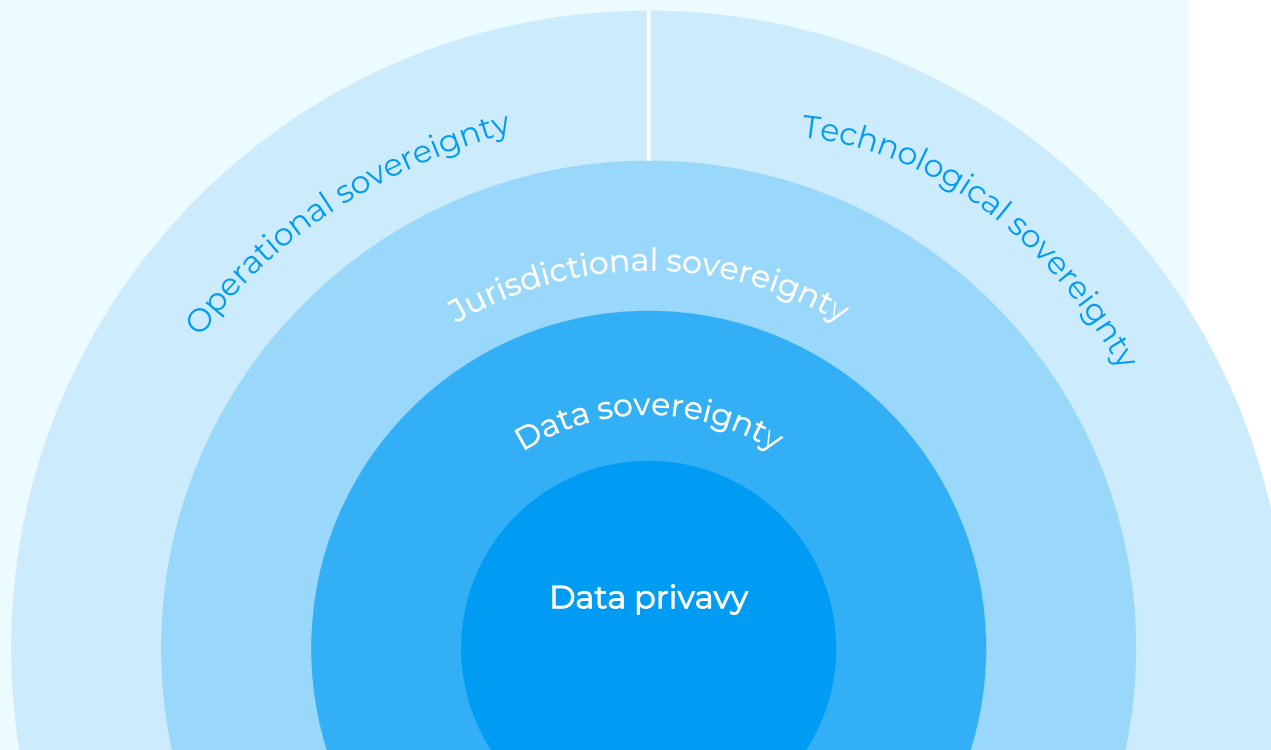 Operational sovereignty
Technological sovereignty
Jurisdictional sovereignty
Data sovereignty
Data privavy